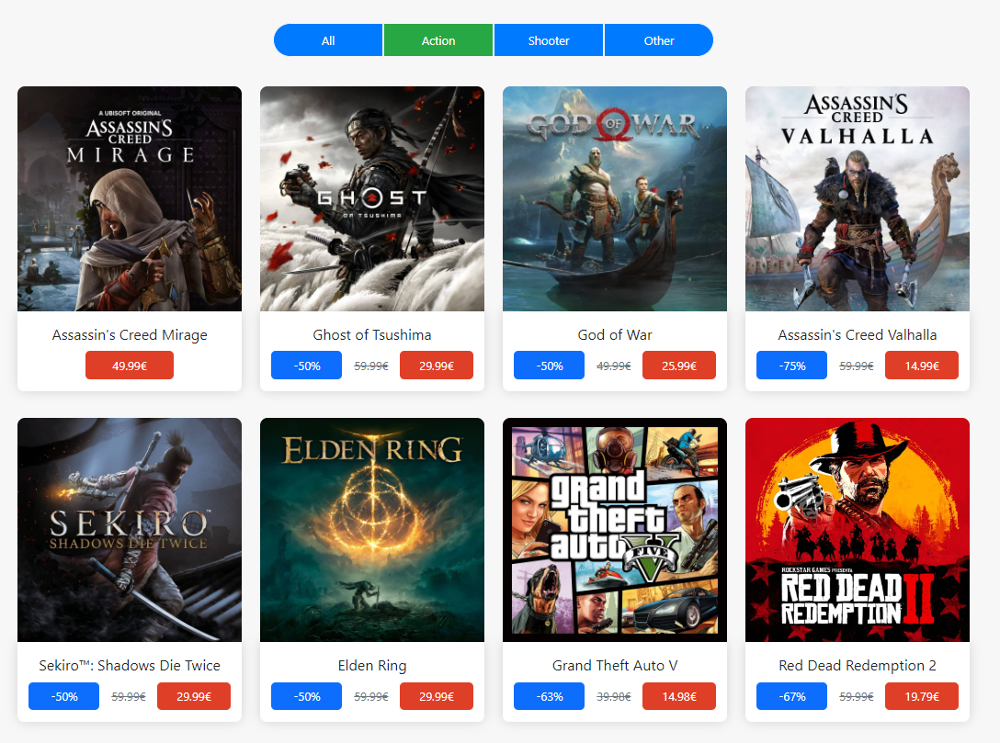 All
Action
Shooter
Other
A UBISOFT ORIGINAL
ASSASSIN'S
CREED
MIRAGE
GHOST
OF TSUSHIMA
GOD OF WAR
ASSASSIN'S
CREED
VALHALLA
Assassin's Creed Mirage
49.99€
Ghost of Tsushima
-50% 59.99€ 29.99€
God of War
-50% 49.99€ 25.99€
Assassin's Creed Valhalla
-75% 59.99€ 14.99€
SEKIRO™
SHADOWS DIE TWICE
ELDEN RING
grand
theft
auto V
FIVE
ROCKSTAR GAMES PRESENTA
RED DEAD
REDEMPTION II
Sekiro™: Shadows Die Twice
-50% 59.99€ 29.99€
Elden Ring
-50% 59.99€ 29.99€
Grand Theft Auto V
-63% 39.98€ 14.98€
Red Dead Redemption 2
-67% 59.99€ 19.79€